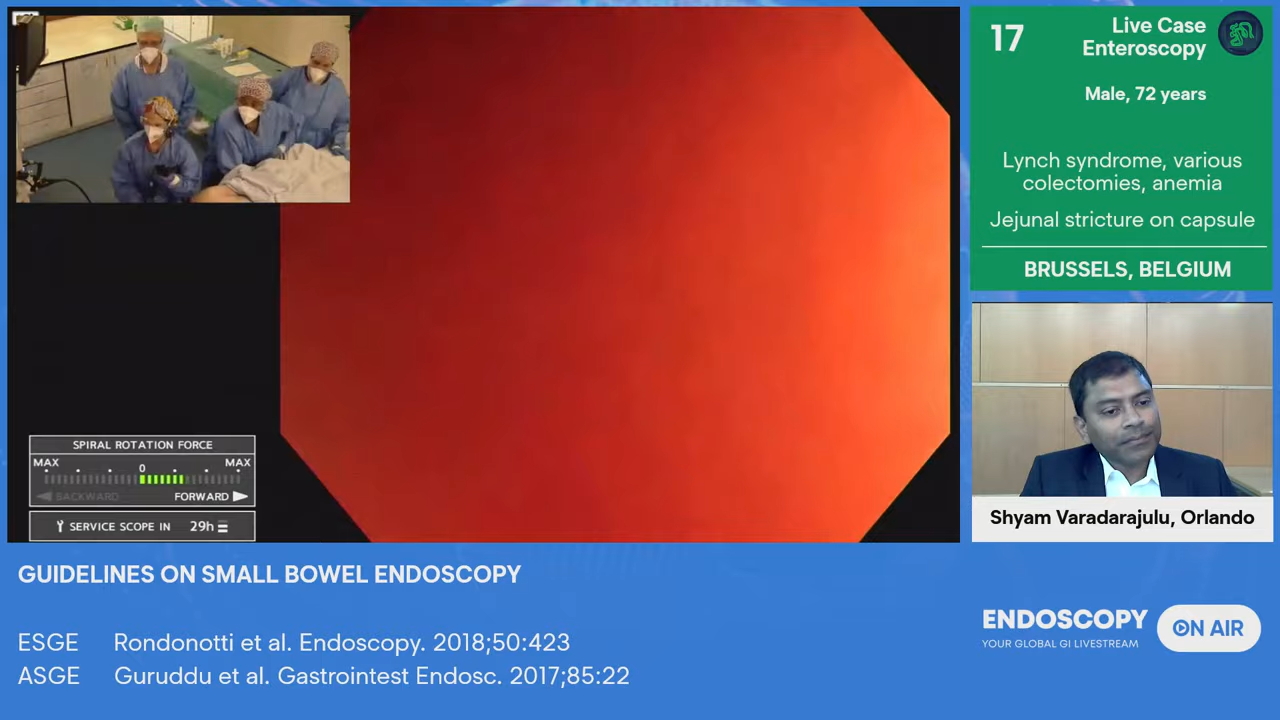 17
Live Case
Enteroscopy
Male, 72 years
Lynch syndrome, various
colectomies, anemia
Jejunal stricture on capsule
BRUSSELS, BELGIUM
SPIRAL ROTATION FORCE
MAX 0 MAX
BACKWARD FORWARD
SERVICE SCOPE IN 29h
Shyam Varadarajulu, Orlando
GUIDELINES ON SMALL BOWEL ENDOSCOPY
ESGE Rondonotti et al. Endoscopy. 2018;50:423
ASGE Guruddu et al. Gastrointest Endosc. 2017;85:22
ENDOSCOPY
ON AIR
YOUR GLOBAL GI LIVESTREAM